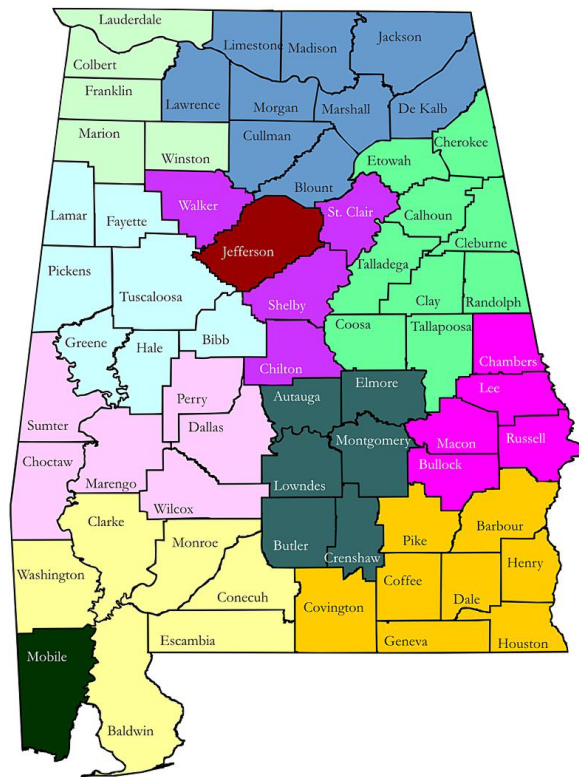 Lauderdale
Limestone
Madison
Jackson
Colbert
Franklin
Lawrence
Morgan
Marshall
De Kalb
Marion
Winston
Cullman
Cherokee
Etowah
Blount
Walker
St. Clair
Calhoun
Lamar
Fayette
Jefferson
Cleburne
Pickens
Talladega
Tuscaloosa
Shelby
Clay
Randolph
Greene
Hale
Bibb
Coosa
Tallapoosa
Chilton
Chambers
Sumter
Perry
Autauga
Elmore
Lee
Dallas
Macon
Russell
Choctaw
Marengo
Montgomery
Bullock
Lowndes
Wilcox
Clarke
Monroe
Butler
Crenshaw
Pike
Barbour
Washington
Conecuh
Covington
Coffee
Dale
Henry
Escambia
Geneva
Houston
Mobile
Baldwin